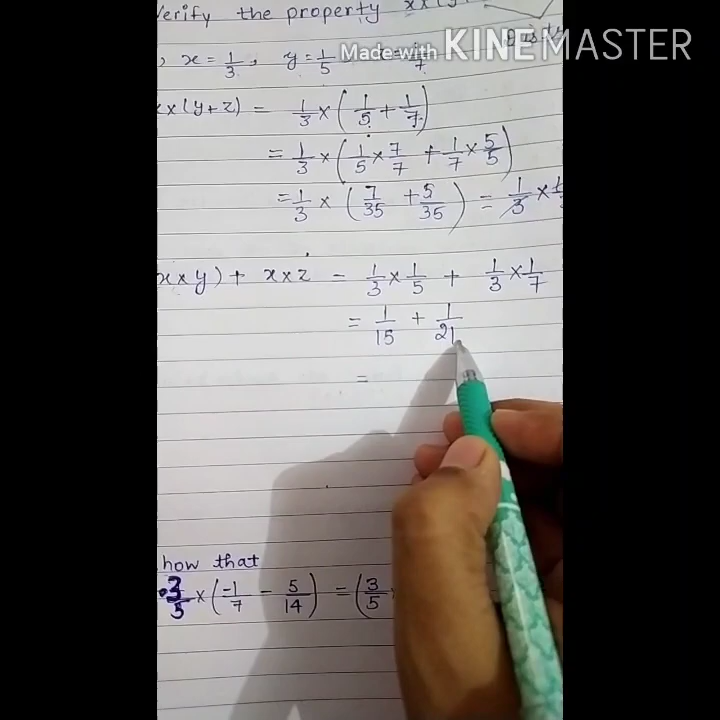 Verify the property x×(y
Made with KINEMASTER
, x = 1/3, y = 1/5
x×(y+z) = 1/3 × (1/5 + 1/7)
= 1/3 × (1/5 × 7/7 + 1/7 × 5/5)
= 1/3 × (7/35 + 5/35) = 1/3 ×
x×y) + x×z = 1/3 × 1/5 + 1/3 × 1/7
= 1/15 + 1/21
=
how that
3/5 × (-1/7 - 5/14) = (3/5